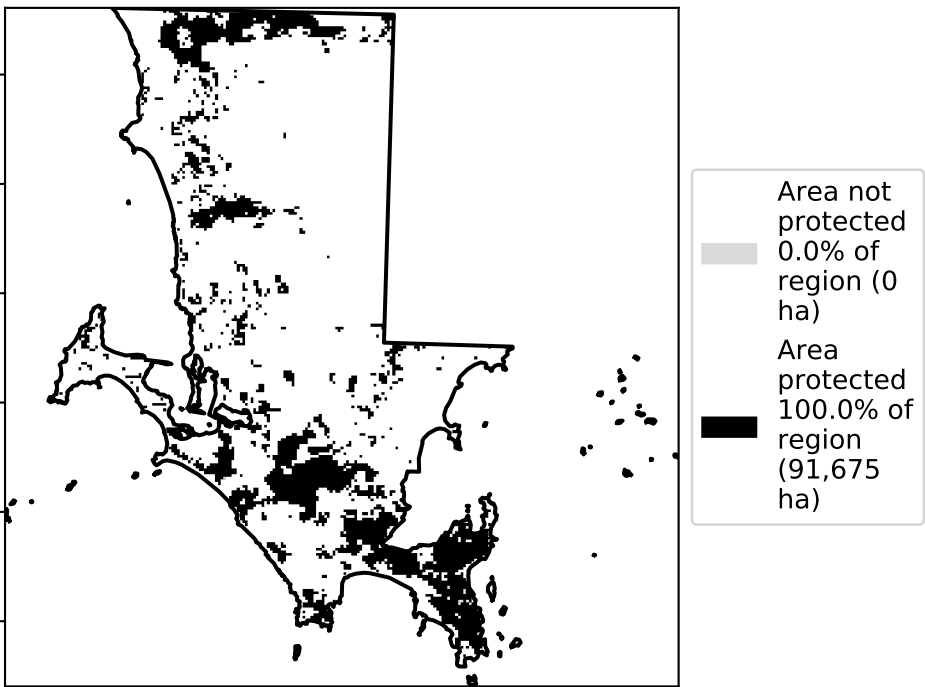 Area not
protected
0.0% of
region (0
ha)
Area
protected
100.0% of
region
(91,675
ha)